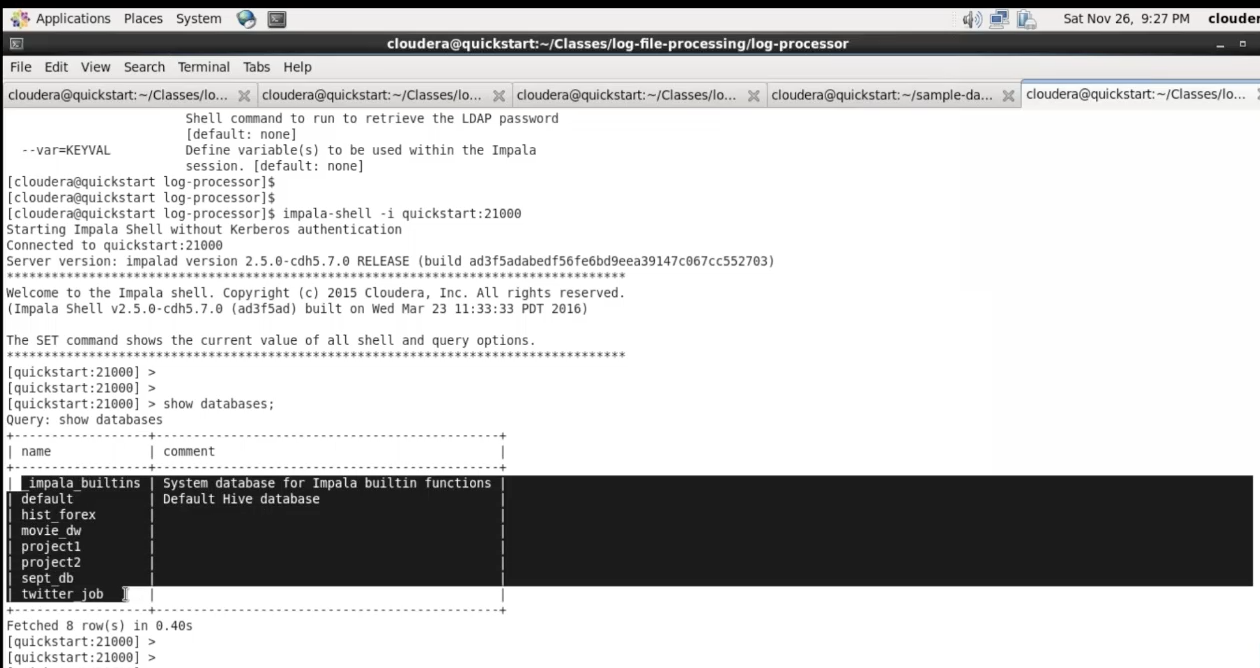 Applications Places System Sat Nov 26, 9:27 PM clouder
cloudera@quickstart:~/Classes/log-file-processing/log-processor
File Edit View Search Terminal Tabs Help
cloudera@quickstart:~/Classes/lo... cloudera@quickstart:~/Classes/lo... cloudera@quickstart:~/Classes/lo... cloudera@quickstart:~/sample-da... cloudera@quickstart:~/Classes/lo...
Shell command to run to retrieve the LDAP password
[default: none]
--var=KEYVAL Define variable(s) to be used within the Impala
session. [default: none]
[cloudera@quickstart log-processor]$
[cloudera@quickstart log-processor]$
[cloudera@quickstart log-processor]$ impala-shell -i quickstart:21000
Starting Impala Shell without Kerberos authentication
Connected to quickstart:21000
Server version: impalad version 2.5.0-cdh5.7.0 RELEASE (build ad3f5adabedf56fe6bd9eea39147c067cc552703)
***********************************************************************************
Welcome to the Impala shell. Copyright (c) 2015 Cloudera, Inc. All rights reserved.
(Impala Shell v2.5.0-cdh5.7.0 (ad3f5ad) built on Wed Mar 23 11:33:33 PDT 2016)
The SET command shows the current value of all shell and query options.
***********************************************************************************
[quickstart:21000] >
[quickstart:21000] >
[quickstart:21000] > show databases;
Query: show databases
+------------------+----------------------------------------------+
| name | comment |
+------------------+----------------------------------------------+
| _impala_builtins | System database for Impala builtin functions |
| default | Default Hive database |
| hist_forex | |
| movie_dw | |
| project1 | |
| project2 | |
| sept_db | |
| twitter_job | |
+------------------+----------------------------------------------+
Fetched 8 row(s) in 0.40s
[quickstart:21000] >
[quickstart:21000] >